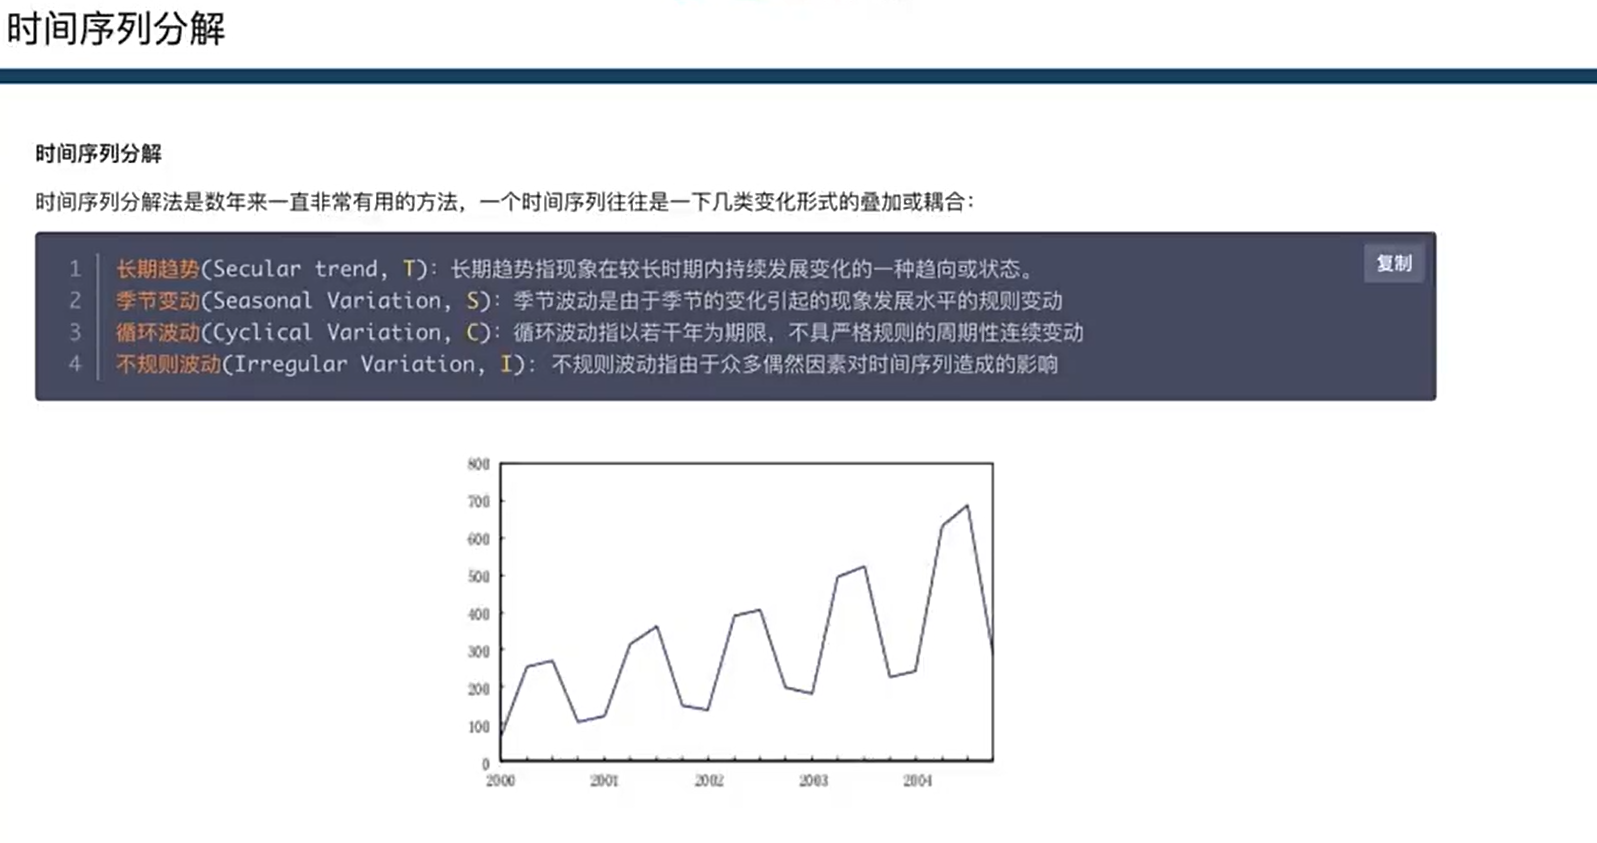 时间序列分解
时间序列分解
时间序列分解法是数年来一直非常有用的方法，一个时间序列往往是一下几类变化形式的叠加或耦合：
复制
1 长期趋势(Secular trend, T): 长期趋势指现象在较长时期内持续发展变化的一种趋向或状态。
2 季节变动(Seasonal Variation, S): 季节波动是由于季节的变化引起的现象发展水平的规则变动
3 循环波动(Cyclical Variation, C): 循环波动指以若干年为期限，不具严格规则的周期性连续变动
4 不规则波动(Irregular Variation, I): 不规则波动指由于众多偶然因素对时间序列造成的影响
800
700
600
500
400
300
200
100
0
2000 2001 2002 2003 2004